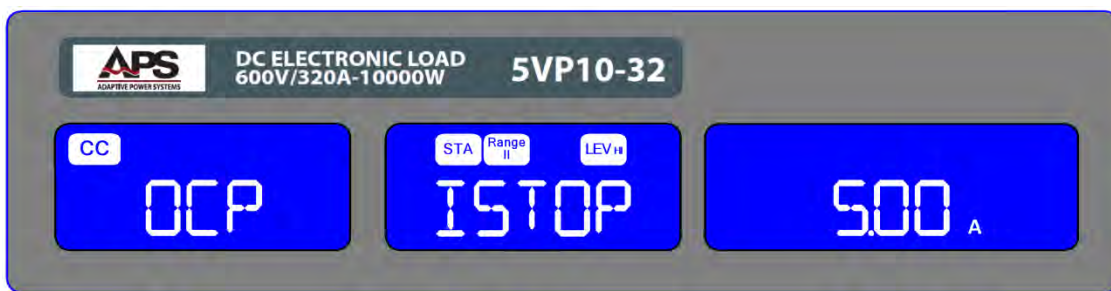 APS
ADAPTIVE POWER SYSTEMS
DC ELECTRONIC LOAD
600V/320A-10000W
5VP10-32
CC
OCP
STA Range II LEV HI
ISTOP
5.00 A